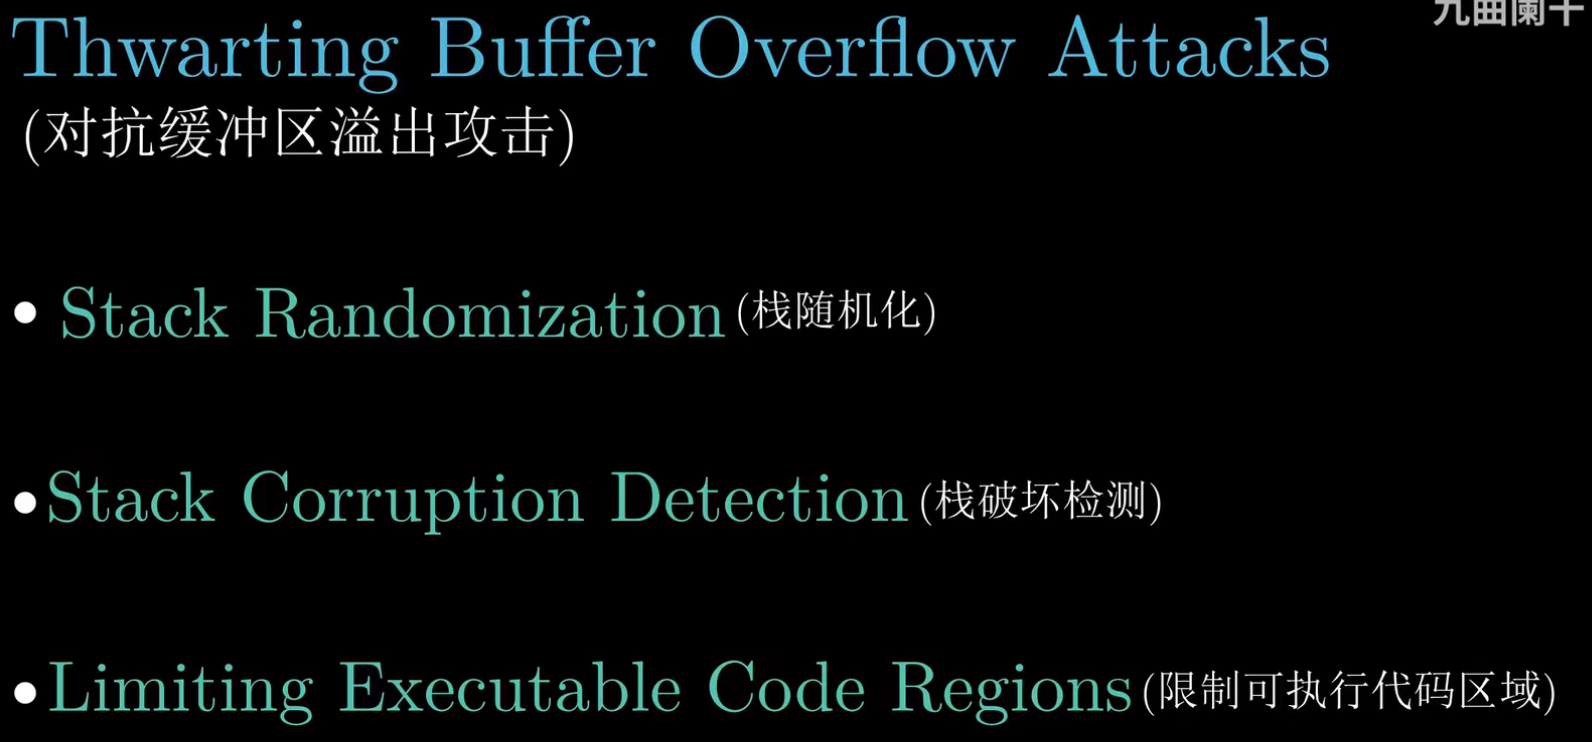 九曲阑干
Thwarting Buffer Overflow Attacks
(对抗缓冲区溢出攻击)
• Stack Randomization (栈随机化)
• Stack Corruption Detection (栈破坏检测)
• Limiting Executable Code Regions (限制可执行代码区域)